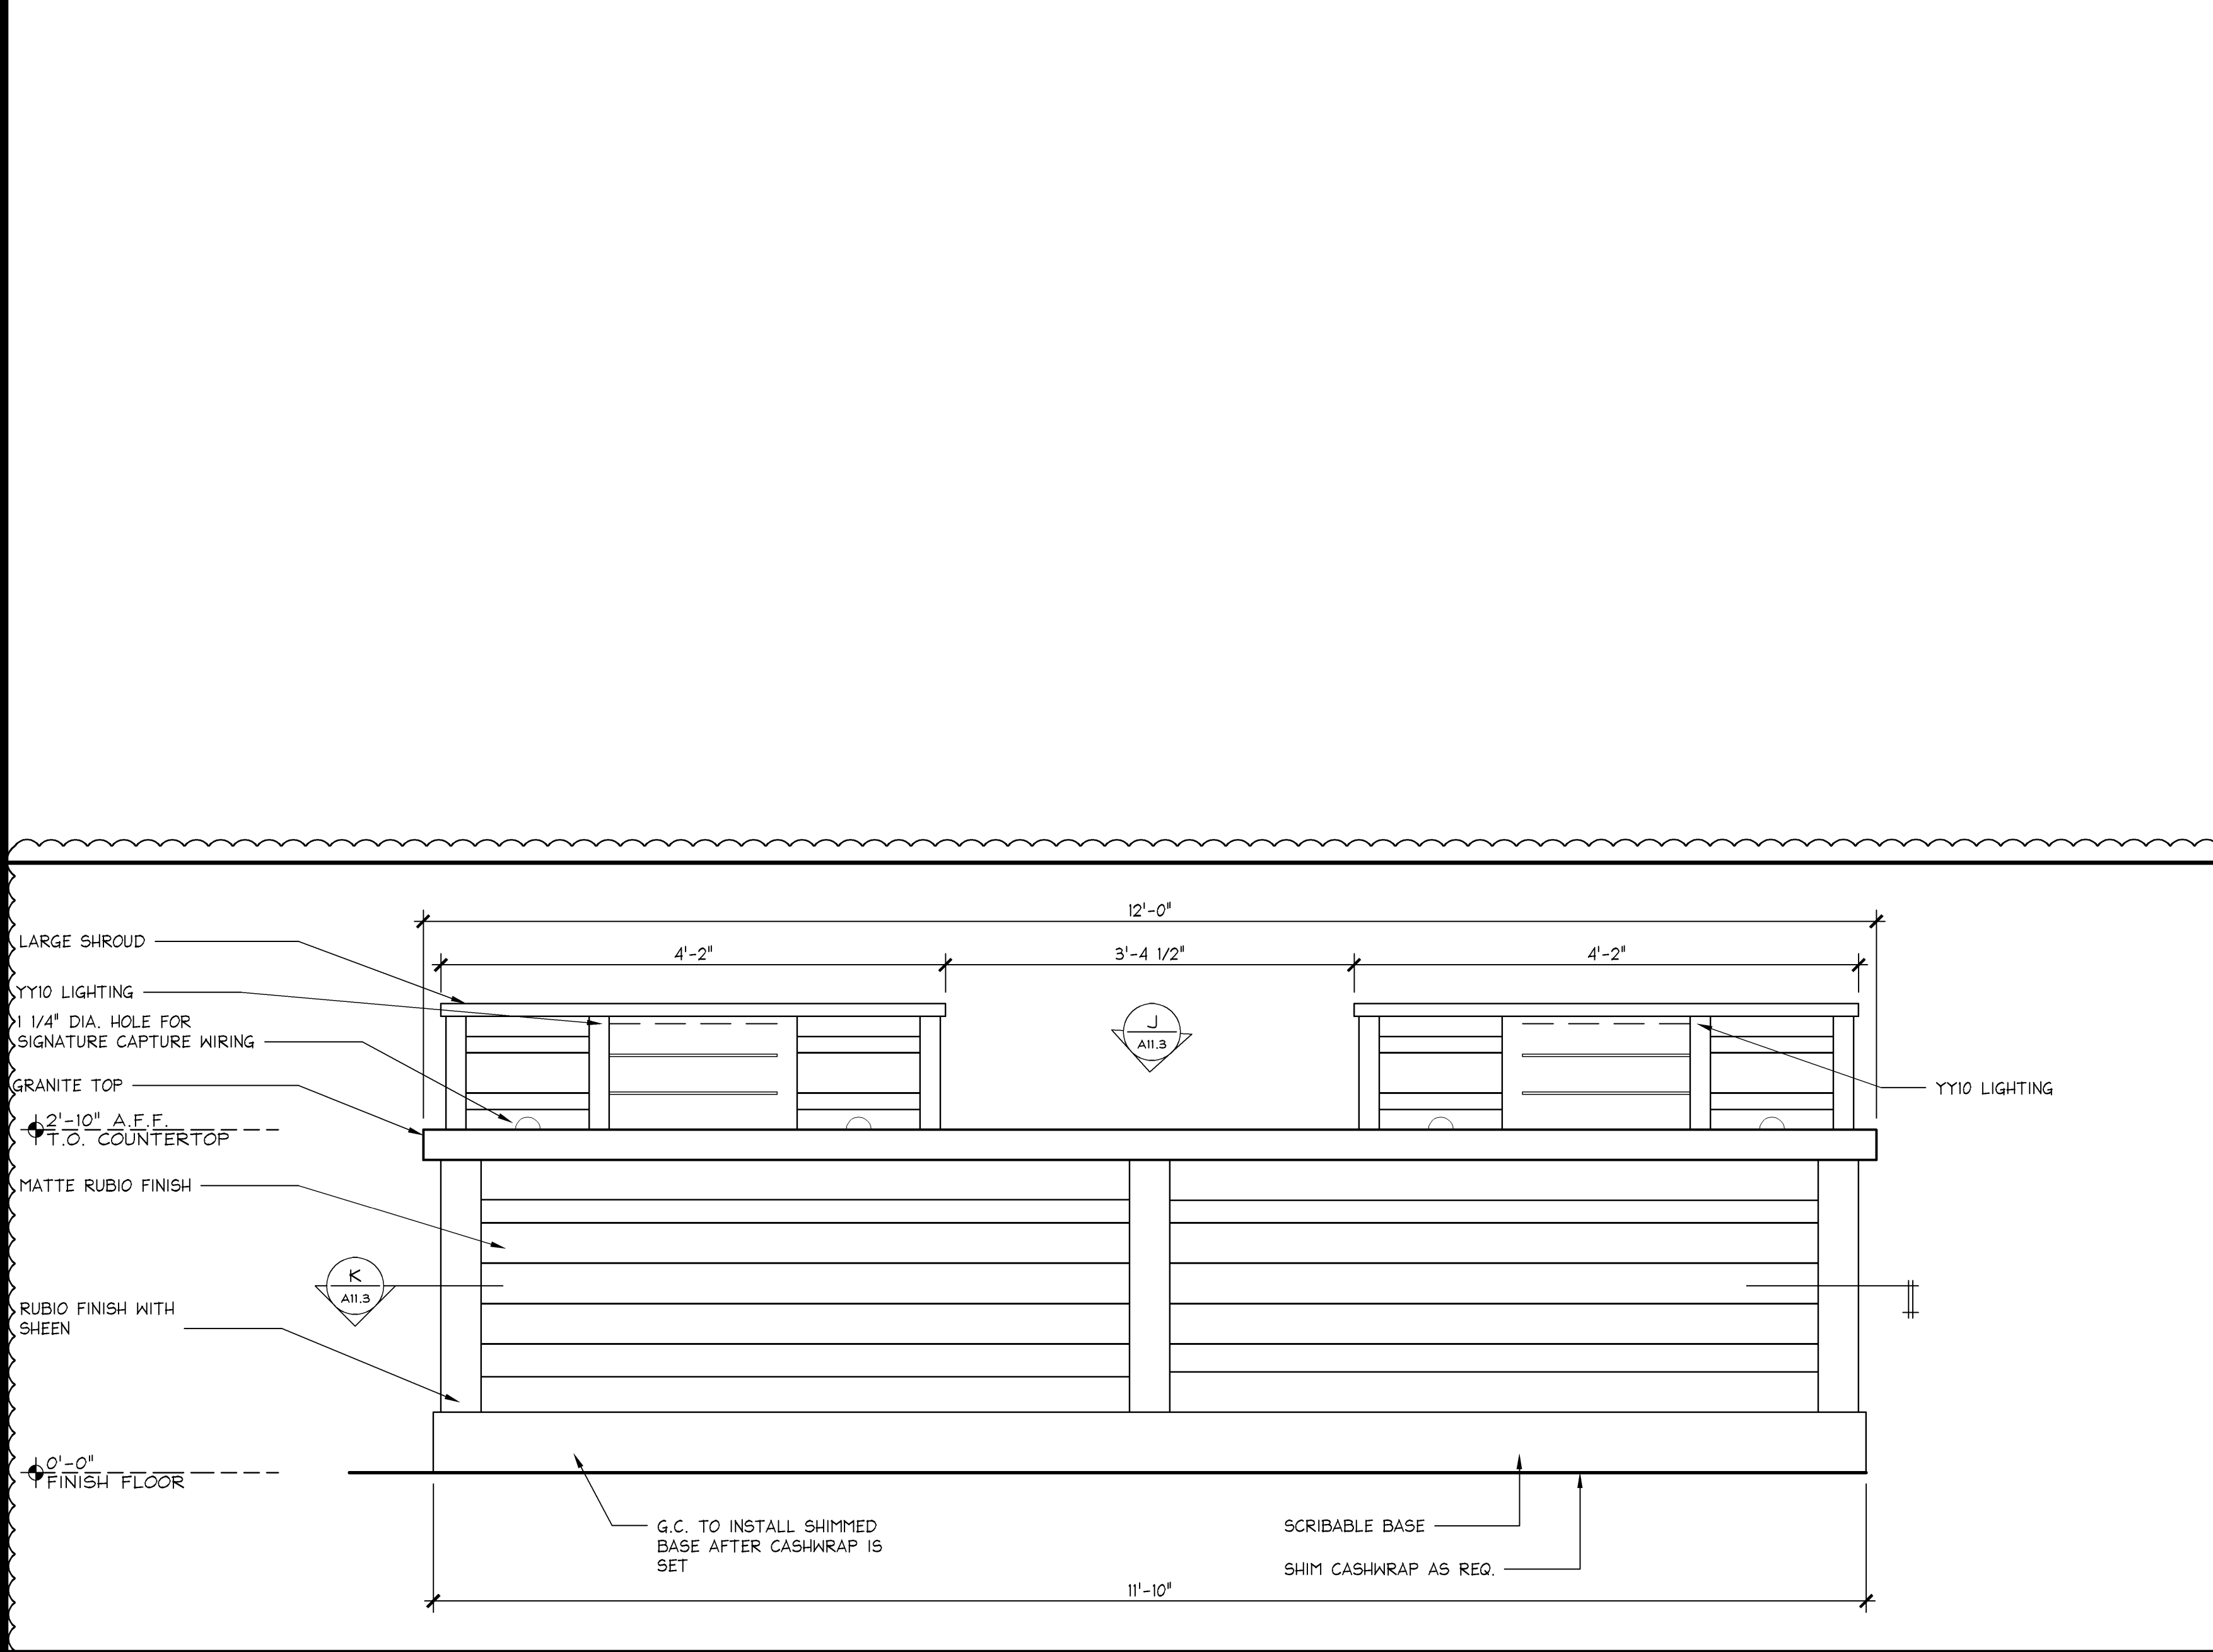 12'-0"
LARGE SHROUD
4'-2"
3'-4 1/2"
4'-2"
YY10 LIGHTING
1 1/4" DIA. HOLE FOR
SIGNATURE CAPTURE WIRING
J
A11.3
GRANITE TOP
YY10 LIGHTING
2'-10" A.F.F.
T.O. COUNTERTOP
MATTE RUBIO FINISH
K
A11.3
RUBIO FINISH WITH
SHEEN
0'-0"
FINISH FLOOR
G.C. TO INSTALL SHIMMED
BASE AFTER CASHWRAP IS
SET
SCRIBABLE BASE
SHIM CASHWRAP AS REQ.
11'-10"